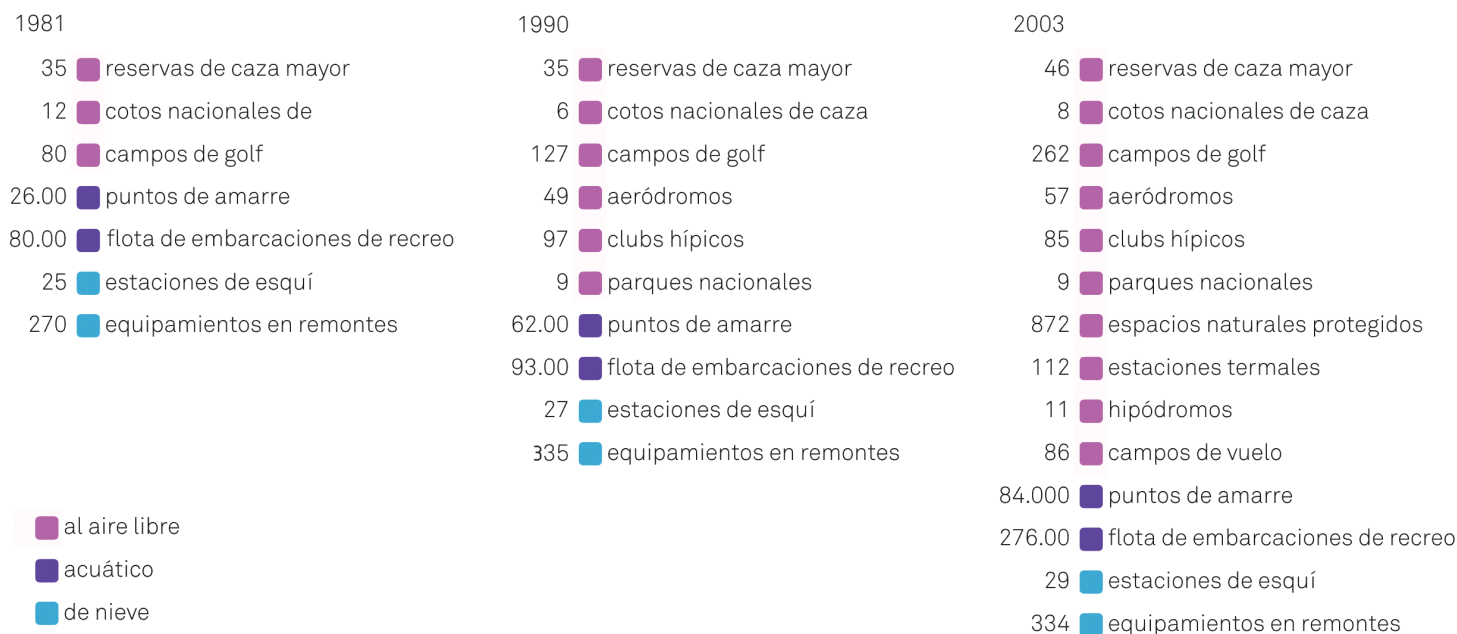 1981
35 reservas de caza mayor
12 cotos nacionales de
80 campos de golf
26.00 puntos de amarre
80.00 flota de embarcaciones de recreo
25 estaciones de esquí
270 equipamientos en remontes
al aire libre
acuático
de nieve
1990
35 reservas de caza mayor
6 cotos nacionales de caza
127 campos de golf
49 aeródromos
97 clubs hípicos
9 parques nacionales
62.00 puntos de amarre
93.00 flota de embarcaciones de recreo
27 estaciones de esquí
335 equipamientos en remontes
2003
46 reservas de caza mayor
8 cotos nacionales de caza
262 campos de golf
57 aeródromos
85 clubs hípicos
9 parques nacionales
872 espacios naturales protegidos
112 estaciones termales
11 hipódromos
86 campos de vuelo
84.000 puntos de amarre
276.00 flota de embarcaciones de recreo
29 estaciones de esquí
334 equipamientos en remontes